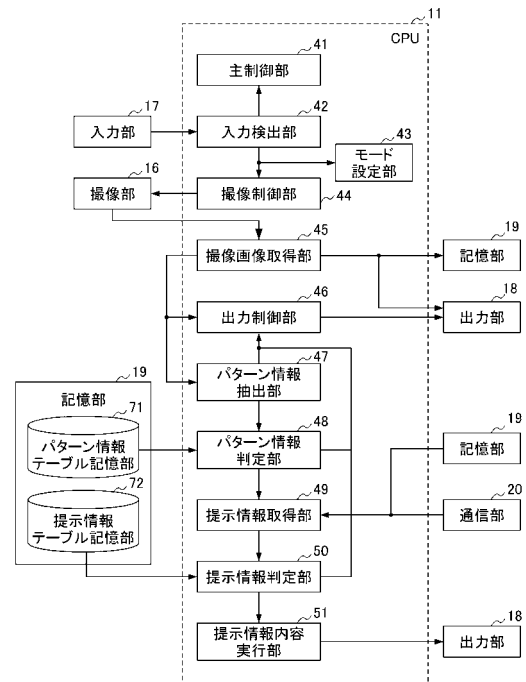 11
CPU
41
主制御部
17
入力部
42
入力検出部
43
モード
設定部
16
撮像部
撮像制御部
44
45
撮像画像取得部
19
記憶部
46
出力制御部
18
出力部
47
パターン情報
抽出部
19
記憶部
71
パターン情報
テーブル記憶部
72
提示情報
テーブル記憶部
48
パターン情報
判定部
19
記憶部
49
提示情報取得部
20
通信部
50
提示情報判定部
51
提示情報内容
実行部
18
出力部